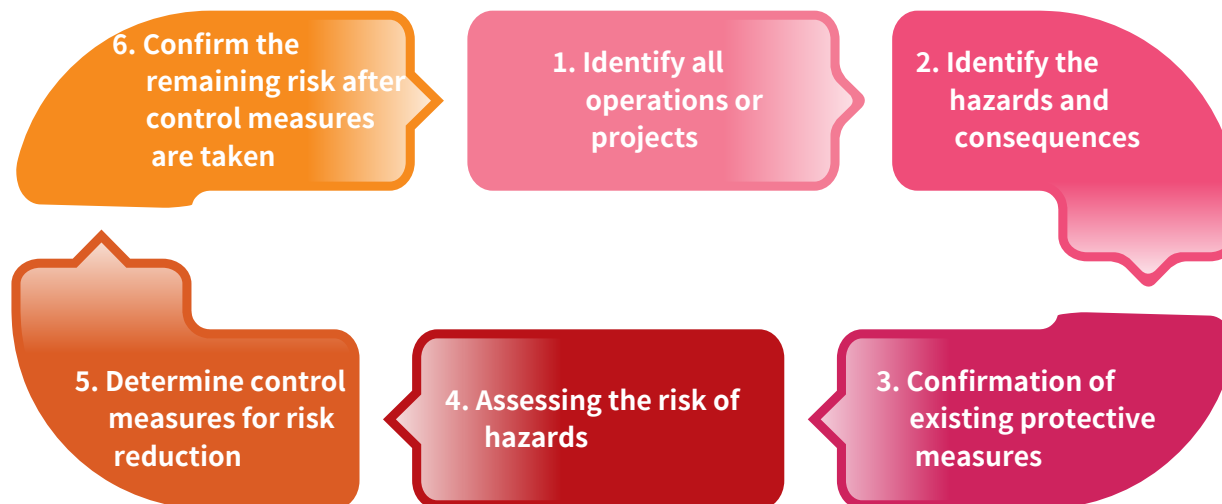 1. Identify all
operations or
projects
2. Identify the
hazards and
consequences
3. Confirmation of
existing protective
measures
4. Assessing the risk of
hazards
5. Determine control
measures for risk
reduction
6. Confirm the
remaining risk after
control measures
are taken